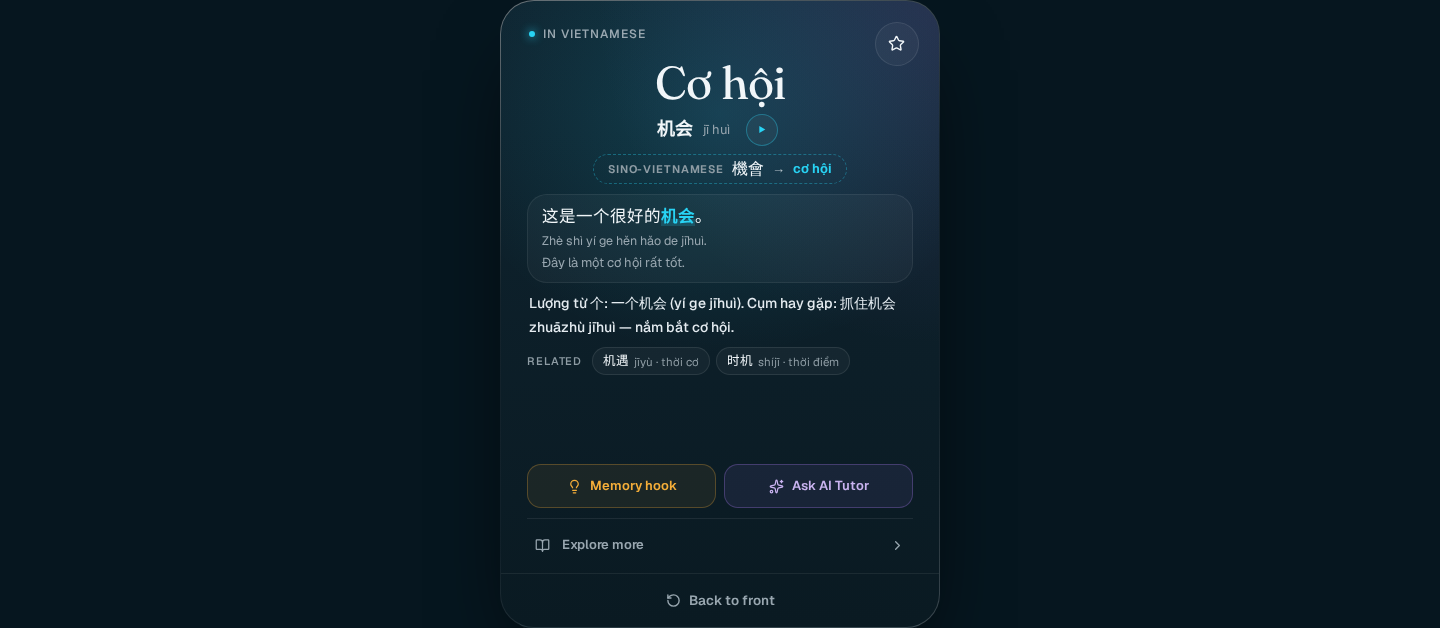 IN VIETNAMESE
Cơ hội
机会 jī huì
SINO-VIETNAMESE 機會 → cơ hội
这是一个很好的机会。
Zhè shì yí ge hěn hǎo de jīhuì.
Đây là một cơ hội rất tốt.
Lượng từ 个: 一个机会 (yí ge jīhuì). Cụm hay gặp: 抓住机会
zhuāzhù jīhuì — nắm bắt cơ hội.
RELATED 机遇 jīyù · thời cơ 时机 shíjī · thời điểm
Memory hook Ask AI Tutor
Explore more
Back to front